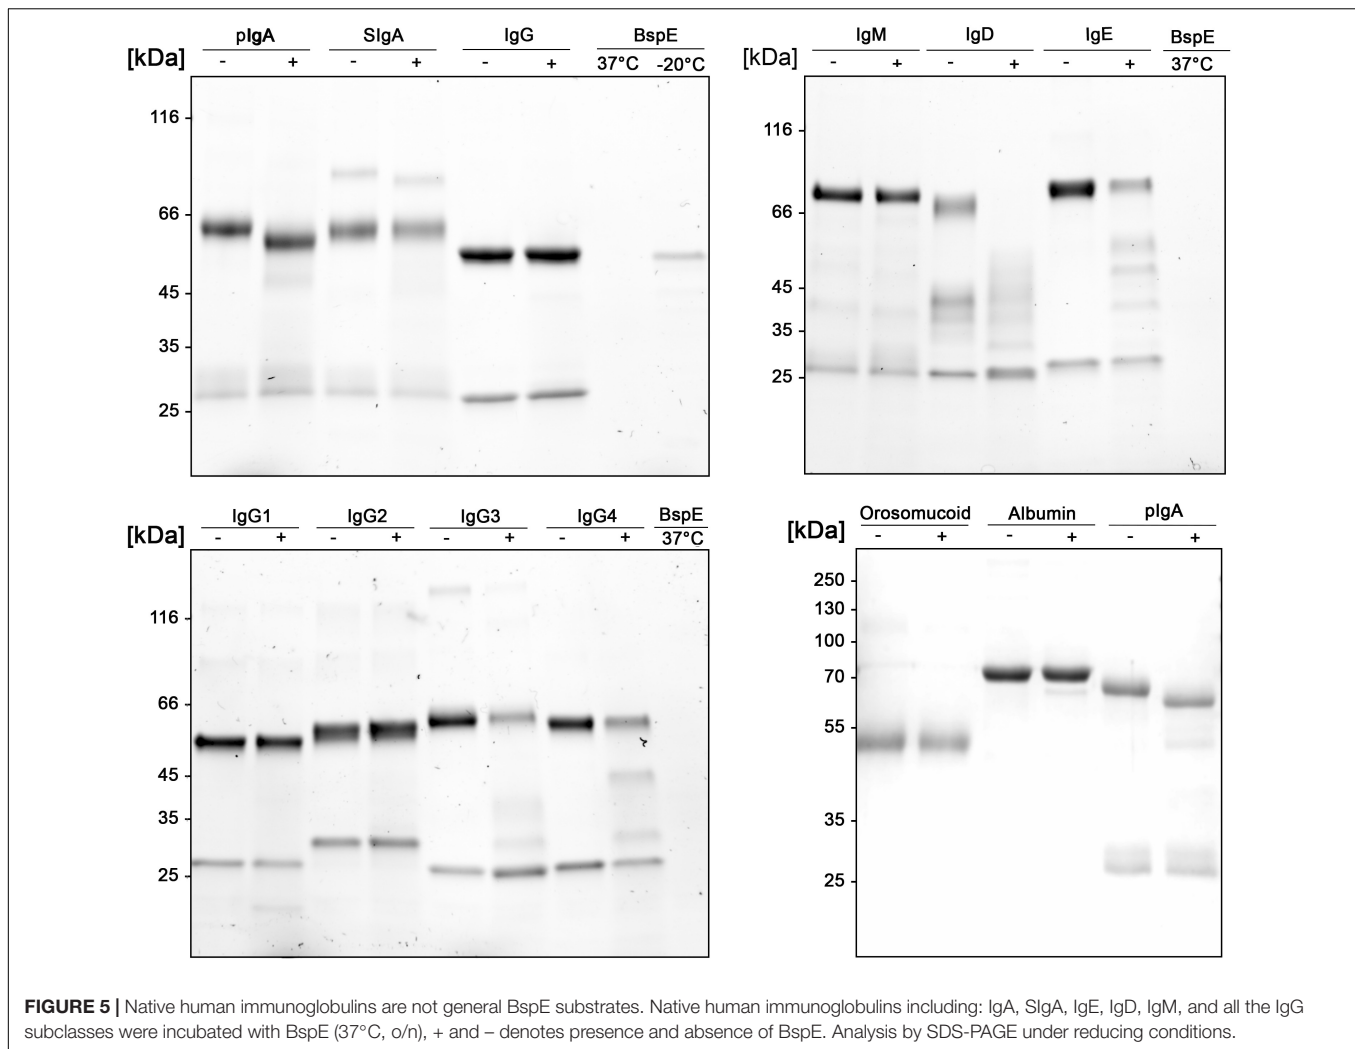 pIgA SIgA IgG BspE
[kDa] - + - + - + 37°C -20°C
116
66
45
35
25
IgM IgD IgE BspE
[kDa] - + - + - + 37°C
116
66
45
35
25
IgG1 IgG2 IgG3 IgG4 BspE
[kDa] - + - + - + - + 37°C
116
66
45
35
25
Orosomucoid Albumin pIgA
[kDa] - + - + - +
250
130
100
70
55
35
25
FIGURE 5 | Native human immunoglobulins are not general BspE substrates. Native human immunoglobulins including: IgA, SIgA, IgE, IgD, IgM, and all the IgG
subclasses were incubated with BspE (37°C, o/n), + and – denotes presence and absence of BspE. Analysis by SDS-PAGE under reducing conditions.